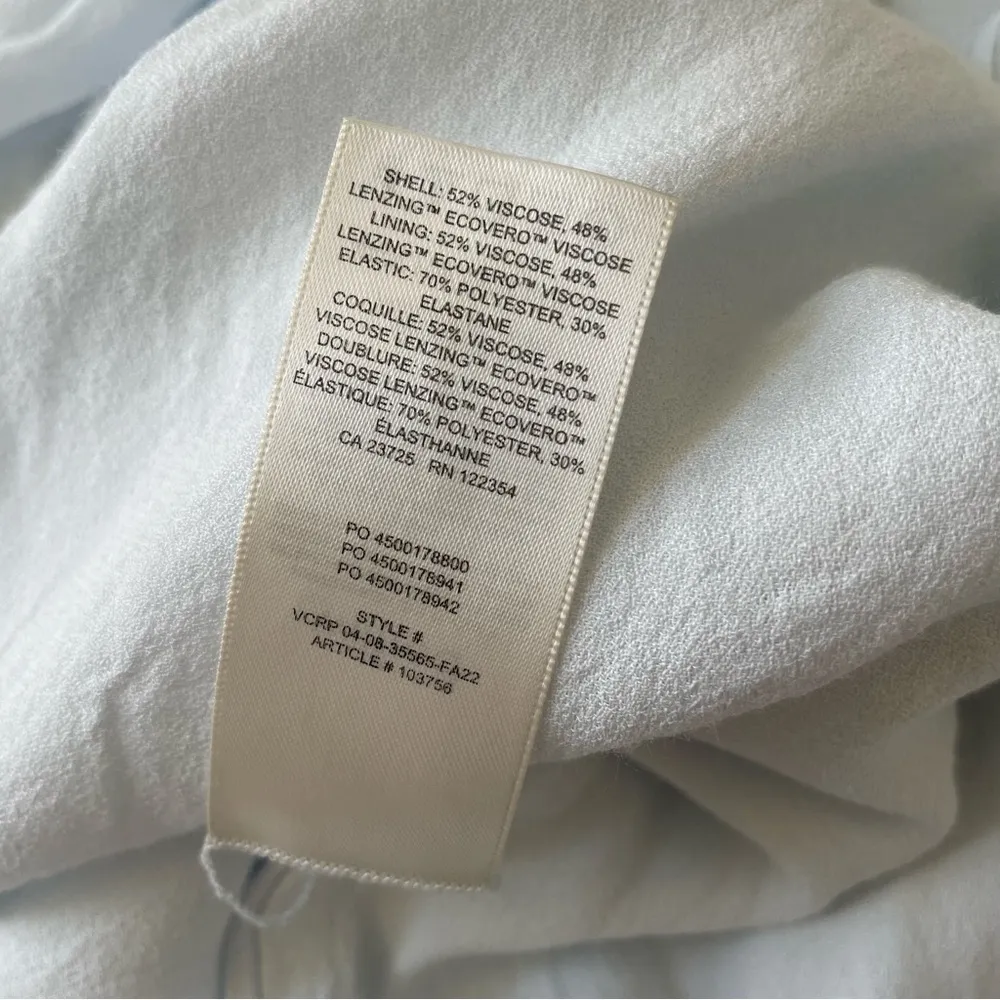 SHELL: 52% VISCOSE, 48%
LENZING™ ECOVERO™ VISCOSE
LINING: 52% VISCOSE, 48%
LENZING™ ECOVERO™ VISCOSE
ELASTIC: 70% POLYESTER, 30%
ELASTANE
COQUILLE: 52% VISCOSE, 48%
VISCOSE LENZING™ ECOVERO™
DOUBLURE: 52% VISCOSE, 48%
VISCOSE LENZING™ ECOVERO™
ÉLASTIQUE: 70% POLYESTER, 30%
ÉLASTHANNE
CA 23725 RN 122354
PO 4500178800
PO 4500178941
PO 4500178942
STYLE #
VCRP 04-08-35565-FA22
ARTICLE # 103756